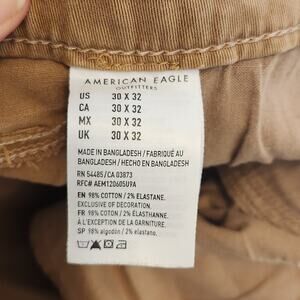 AMERICAN EAGLE
OUTFITTERS
US 30 X 32
CA 30 X 32
MX 30 X 32
UK 30 X 32
MADE IN BANGLADESH / FABRIQUÉ AU
BANGLADESH / HECHO EN BANGLADESH
RN 54485/CA 03873
RFC# AEM120605U9A
EN 98% COTTON / 2% ELASTANE.
EXCLUSIVE OF DECORATION.
FR 98% COTON / 2% ÉLASTHANNE.
À L'EXCEPTION DE LA GARNITURE.
SP 98% algodón / 2% elastano.